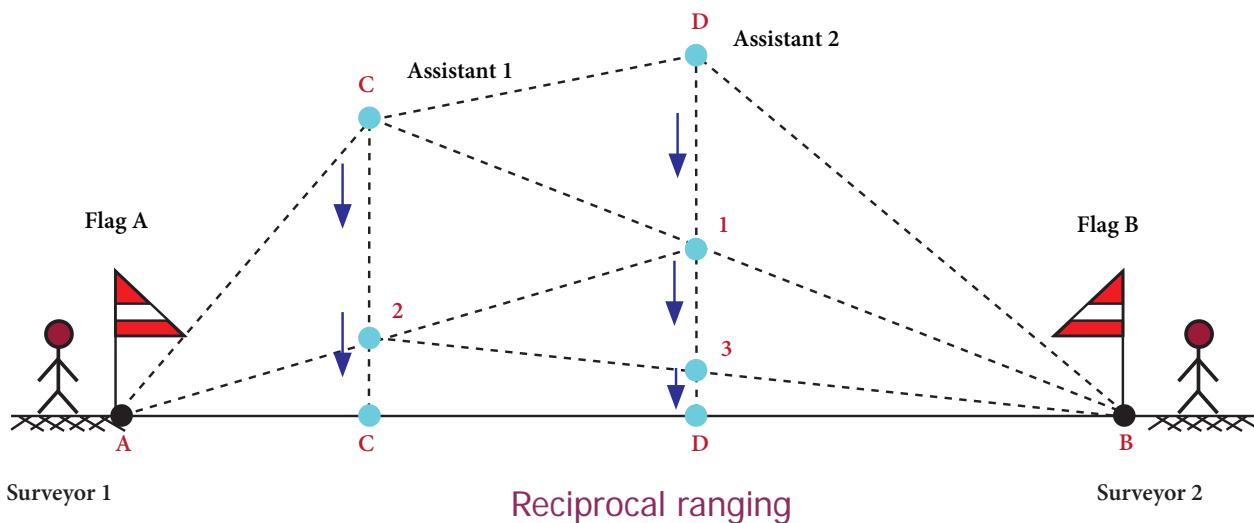 D
Assistant 2
Assistant 1
C
Flag A
1
Flag B
2
3
A
C
D
B
Surveyor 1
Reciprocal ranging
Surveyor 2